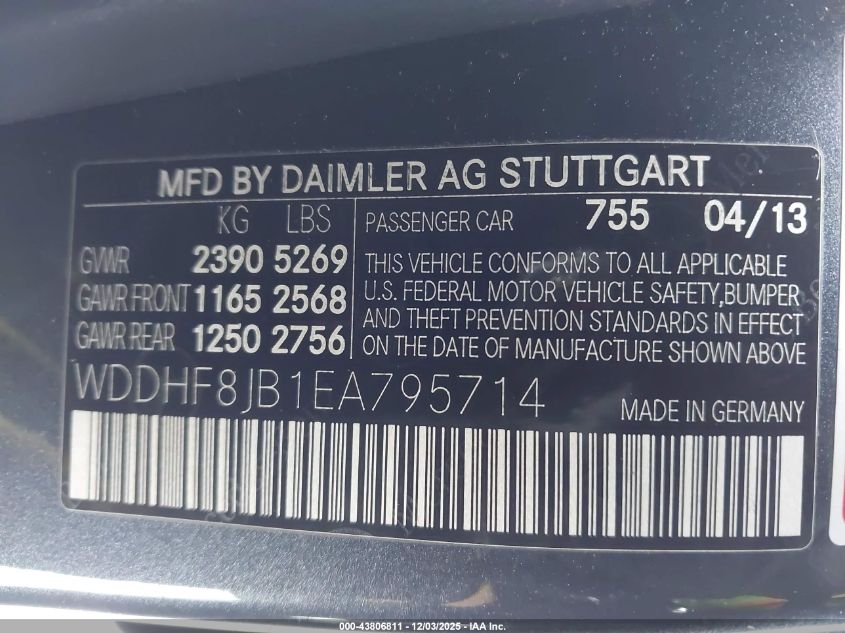 MFD BY DAIMLER AG STUTTGART
KG LBS
GVWR 2390 5269
GAWR FRONT 1165 2568
GAWR REAR 1250 2756
PASSENGER CAR 755 04/13
THIS VEHICLE CONFORMS TO ALL APPLICABLE
U.S. FEDERAL MOTOR VEHICLE SAFETY,BUMPER
AND THEFT PREVENTION STANDARDS IN EFFECT
ON THE DATE OF MANUFACTURE SHOWN ABOVE
WDDHF8JB1EA795714
MADE IN GERMANY
000-43806811 - 12/03/2025 - IAA Inc.